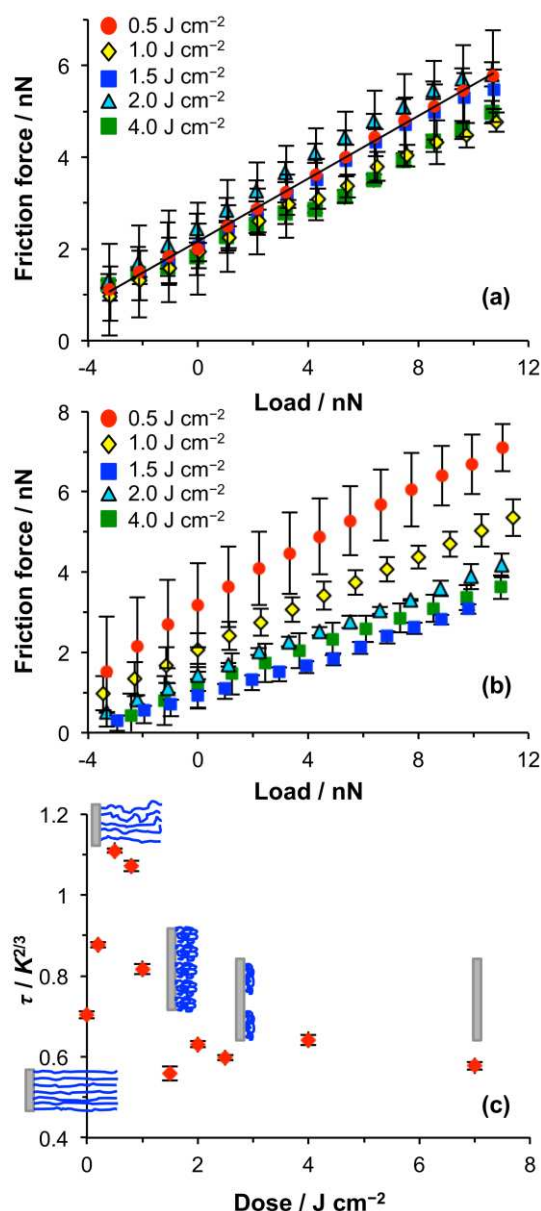 0.5 J cm⁻²
1.0 J cm⁻²
1.5 J cm⁻²
2.0 J cm⁻²
4.0 J cm⁻²
Friction force / nN
6
4
2
0
(a)
-4 0 4 8 12
Load / nN
0.5 J cm⁻²
1.0 J cm⁻²
1.5 J cm⁻²
2.0 J cm⁻²
4.0 J cm⁻²
Friction force / nN
8
6
4
2
0
(b)
-4 0 4 8 12
Load / nN
τ / K^2/3
1.2
1
0.8
0.6
0.4
(c)
0 2 4 6 8
Dose / J cm⁻²